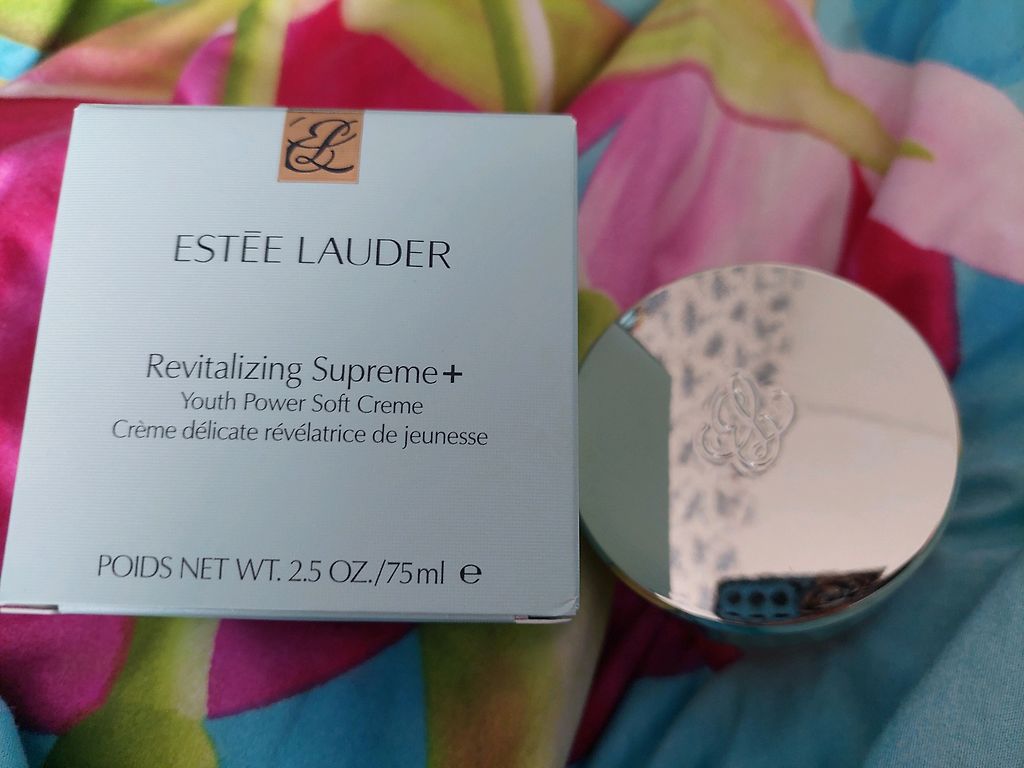 EL
ESTĒE LAUDER
Revitalizing Supreme+
Youth Power Soft Creme
Crème délicate révélatrice de jeunesse
POIDS NET WT. 2.5 OZ./75ml ℮